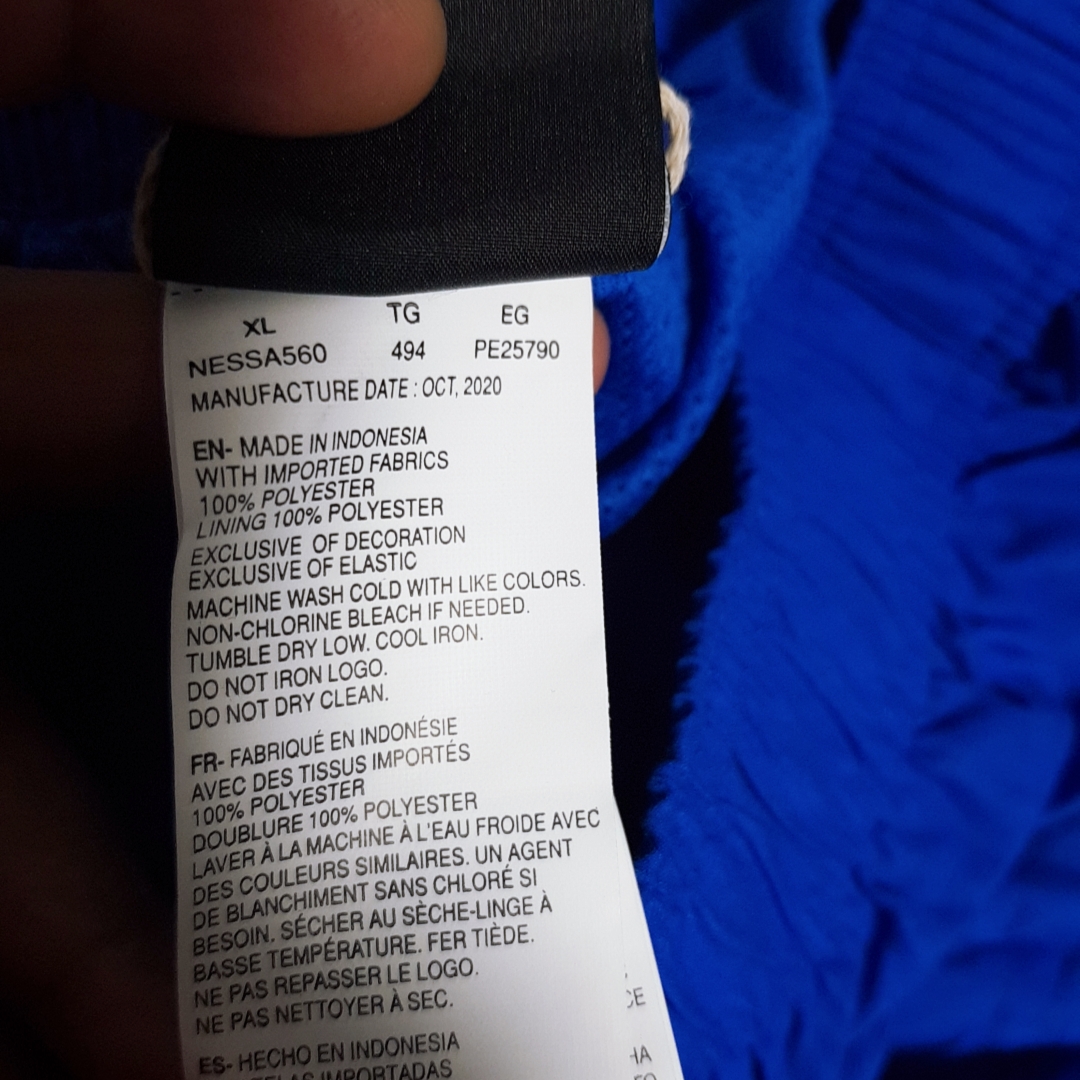 XL TG EG
NESSA560 494 PE25790
MANUFACTURE DATE : OCT, 2020
EN- MADE IN INDONESIA
WITH IMPORTED FABRICS
100% POLYESTER
LINING 100% POLYESTER
EXCLUSIVE OF DECORATION
EXCLUSIVE OF ELASTIC
MACHINE WASH COLD WITH LIKE COLORS.
NON-CHLORINE BLEACH IF NEEDED.
TUMBLE DRY LOW. COOL IRON.
DO NOT IRON LOGO.
DO NOT DRY CLEAN.
FR- FABRIQUÉ EN INDONÉSIE
AVEC DES TISSUS IMPORTÉS
100% POLYESTER
DOUBLURE 100% POLYESTER
LAVER À LA MACHINE À L'EAU FROIDE AVEC
DES COULEURS SIMILAIRES. UN AGENT
DE BLANCHIMENT SANS CHLORÉ SI
BESOIN. SÉCHER AU SÈCHE-LINGE À
BASSE TEMPÉRATURE. FER TIÈDE.
NE PAS REPASSER LE LOGO.
NE PAS NETTOYER À SEC.
ES- HECHO EN INDONESIA
TELAS IMPORTADAS